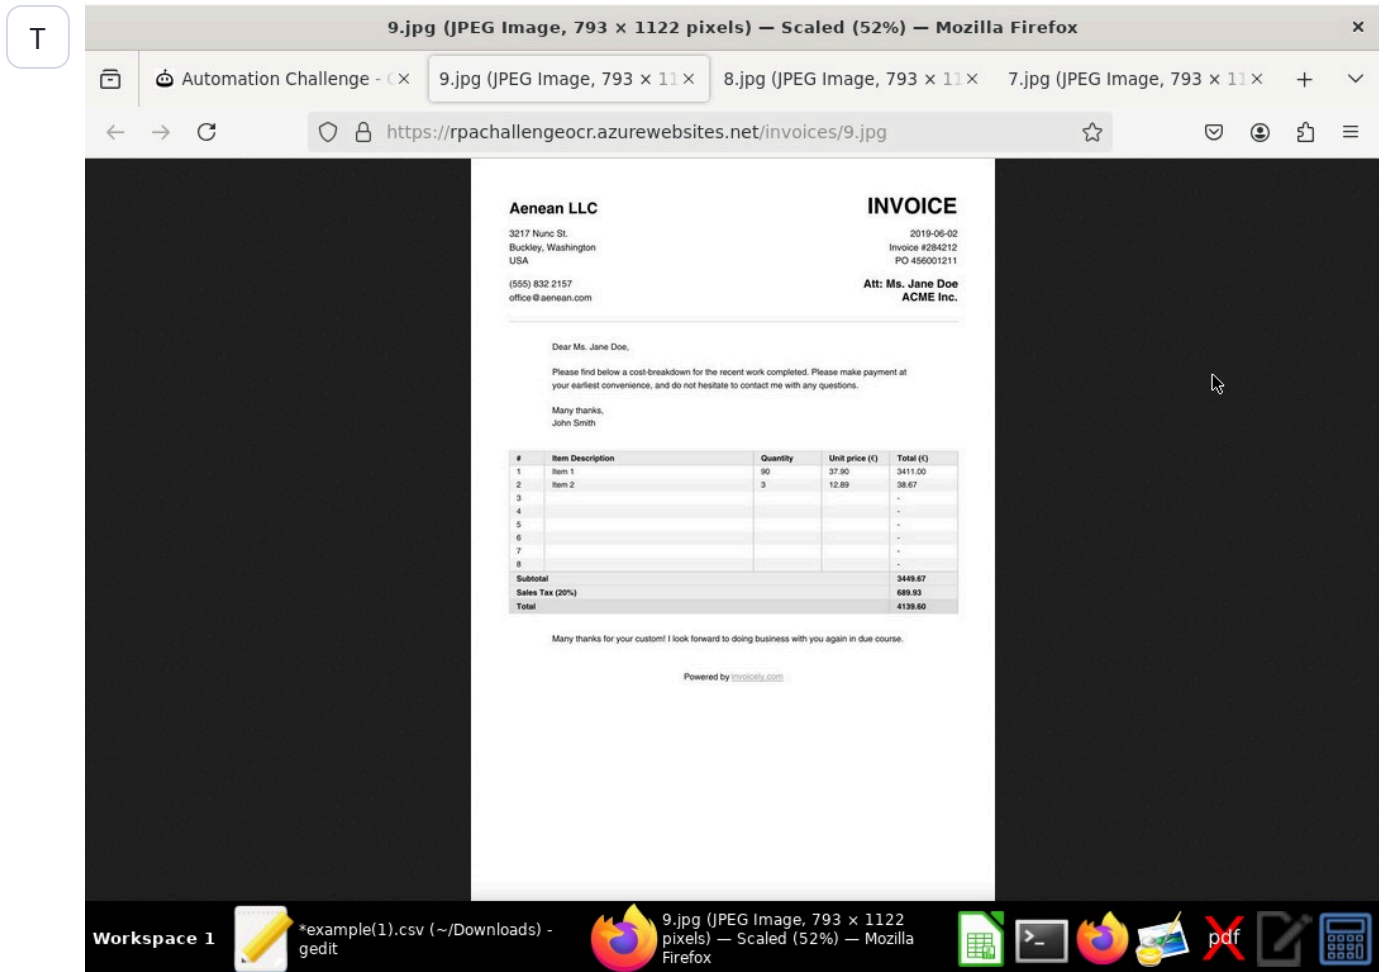 T
9.jpg (JPEG Image, 793 × 1122 pixels) — Scaled (52%) — Mozilla Firefox
Automation Challenge -
9.jpg (JPEG Image, 793 × 11
8.jpg (JPEG Image, 793 × 11
7.jpg (JPEG Image, 793 × 11
https://rpachallengeocr.azurewebsites.net/invoices/9.jpg
Aenean LLC
INVOICE
3217 Nunc St.
2019-06-02
Buckley, Washington
Invoice #284212
USA
PO 456001211
(555) 832 2157
Att: Ms. Jane Doe
office@aenean.com
ACME Inc.
Dear Ms. Jane Doe,
Please find below a cost-breakdown for the recent work completed. Please make payment at
your earliest convenience, and do not hesitate to contact me with any questions.
Many thanks,
John Smith
# Item Description Quantity Unit price (€) Total (€)
1 Item 1 90 37.90 3411.00
2 Item 2 3 12.89 38.67
3 -
4 -
5 -
6 -
7 -
8 -
Subtotal 3449.67
Sales Tax (20%) 689.93
Total 4139.60
Many thanks for your custom! I look forward to doing business with you again in due course.
Powered by invoicely.com
Workspace 1
*example(1).csv (~/Downloads) -
gedit
9.jpg (JPEG Image, 793 × 1122
pixels) — Scaled (52%) — Mozilla
Firefox
pdf